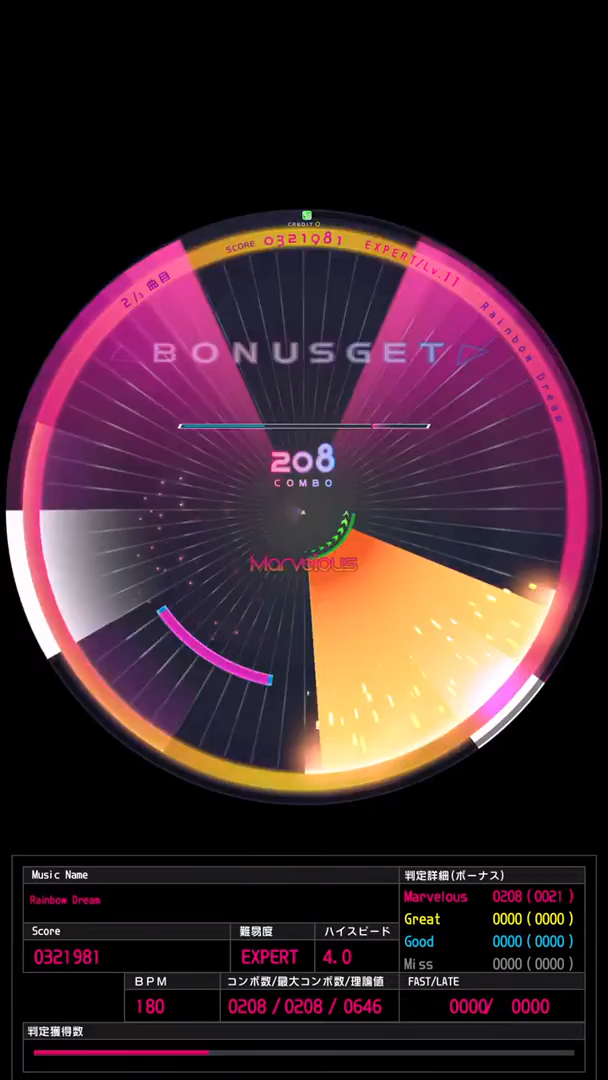 CREDIT 0
SCORE 0321981
EXPERT/Lv.11
2/3 曲目
Rainbow Dream
BONUSGET
208
COMBO
Marvelous
Music Name
Rainbow Dream
判定詳細(ボーナス)
Marvelous 0208 ( 0021 )
Great 0000 ( 0000 )
Good 0000 ( 0000 )
Miss 0000 ( 0000 )
Score
0321981
難易度
EXPERT
ハイスピード
4.0
BPM
180
コンボ数/最大コンボ数/理論値
0208 / 0208 / 0646
FAST/LATE
0000/ 0000
判定獲得数